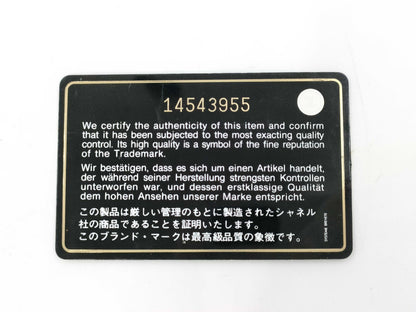 14543955
We certify the authenticity of this item and confirm
that it has been subjected to the most exacting quality
control. Its high quality is a symbol of the fine reputation
of the Trademark.
Wir bestätigen, dass es sich um einen Artikel handelt,
der während seiner Herstellung strengsten Kontrollen
unterworfen war, und dessen erstklassige Qualität
dem hohen Ansehen unserer Marke entspricht.
この製品は厳しい管理のもとに製造されたシャネル
社の商品であることを証明いたします。
このブランド・マークは最高級品質の象徴です。